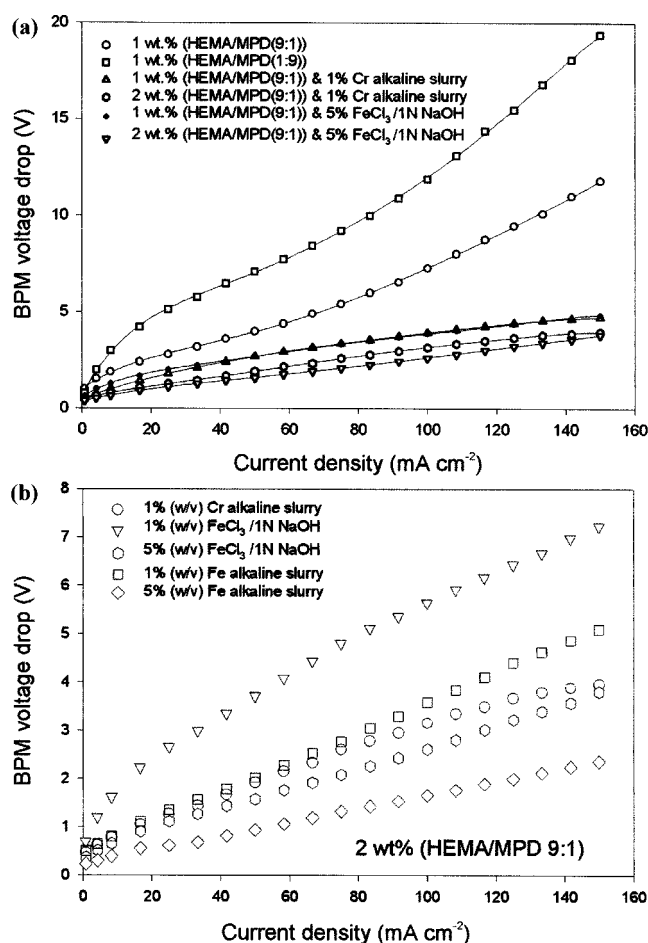 (a)
20
15
10
5
0
BPM voltage drop (V)
1 wt.% (HEMA/MPD(9:1))
1 wt.% (HEMA/MPD(1:9))
1 wt.% (HEMA/MPD(9:1)) & 1% Cr alkaline slurry
2 wt.% (HEMA/MPD(9:1)) & 1% Cr alkaline slurry
1 wt.% (HEMA/MPD(9:1)) & 5% FeCl₃/1N NaOH
2 wt.% (HEMA/MPD(9:1)) & 5% FeCl₃/1N NaOH
0 20 40 60 80 100 120 140 160
Current density (mA cm⁻²)
(b)
8
7
6
5
4
3
2
1
0
BPM voltage drop (V)
1% (w/v) Cr alkaline slurry
1% (w/v) FeCl₃/1N NaOH
5% (w/v) FeCl₃/1N NaOH
1% (w/v) Fe alkaline slurry
5% (w/v) Fe alkaline slurry
2 wt% (HEMA/MPD 9:1)
0 20 40 60 80 100 120 140 160
Current density (mA cm⁻²)